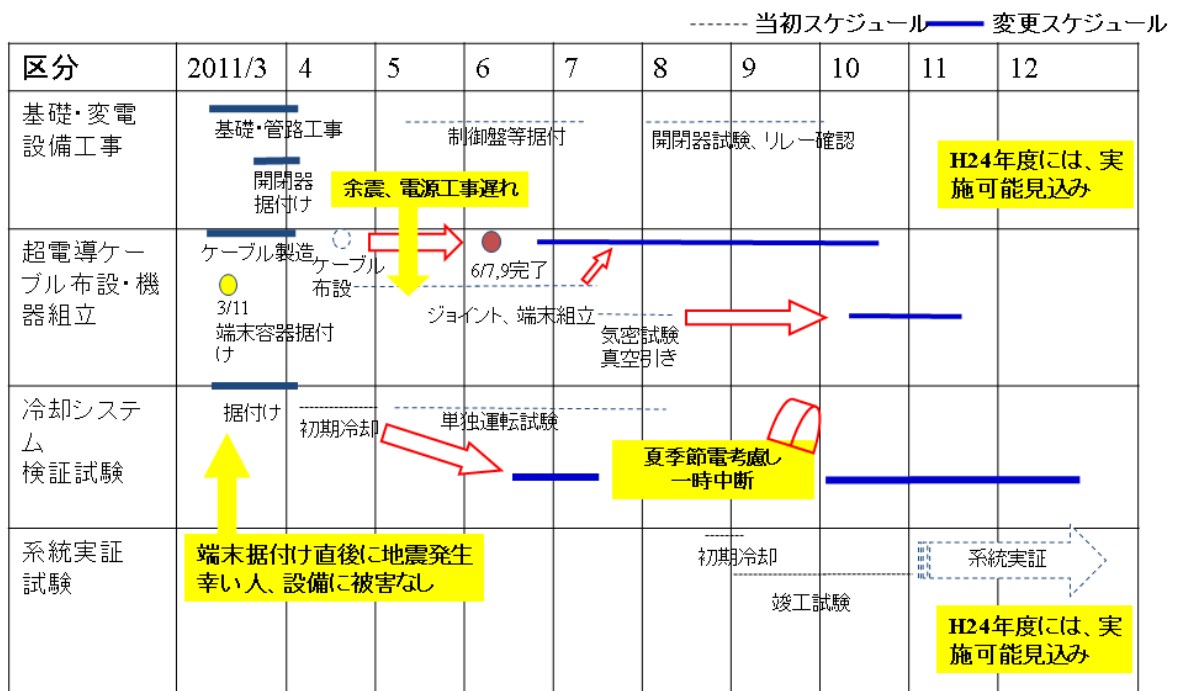 当初スケジュール 変更スケジュール
区分 2011/3 4 5 6 7 8 9 10 11 12
基礎・変電
設備工事
基礎・管路工事
制御盤等据付
開閉器試験、リレー確認
開閉器
据付け
H24年度には、実
施可能見込み
余震、電源工事遅れ
超電導ケー
ブル布設・機
器組立
ケーブル製造
ケーブル
布設
6/7,9完了
3/11
端末容器据付
け
ジョイント、端末組立
気密試験
真空引き
冷却システ
ム
検証試験
据付け
初期冷却
単独運転試験
夏季節電考慮し
一時中断
系統実証
試験
端末据付け直後に地震発生
幸い人、設備に被害なし
初期冷却
竣工試験
系統実証
H24年度には、実
施可能見込み